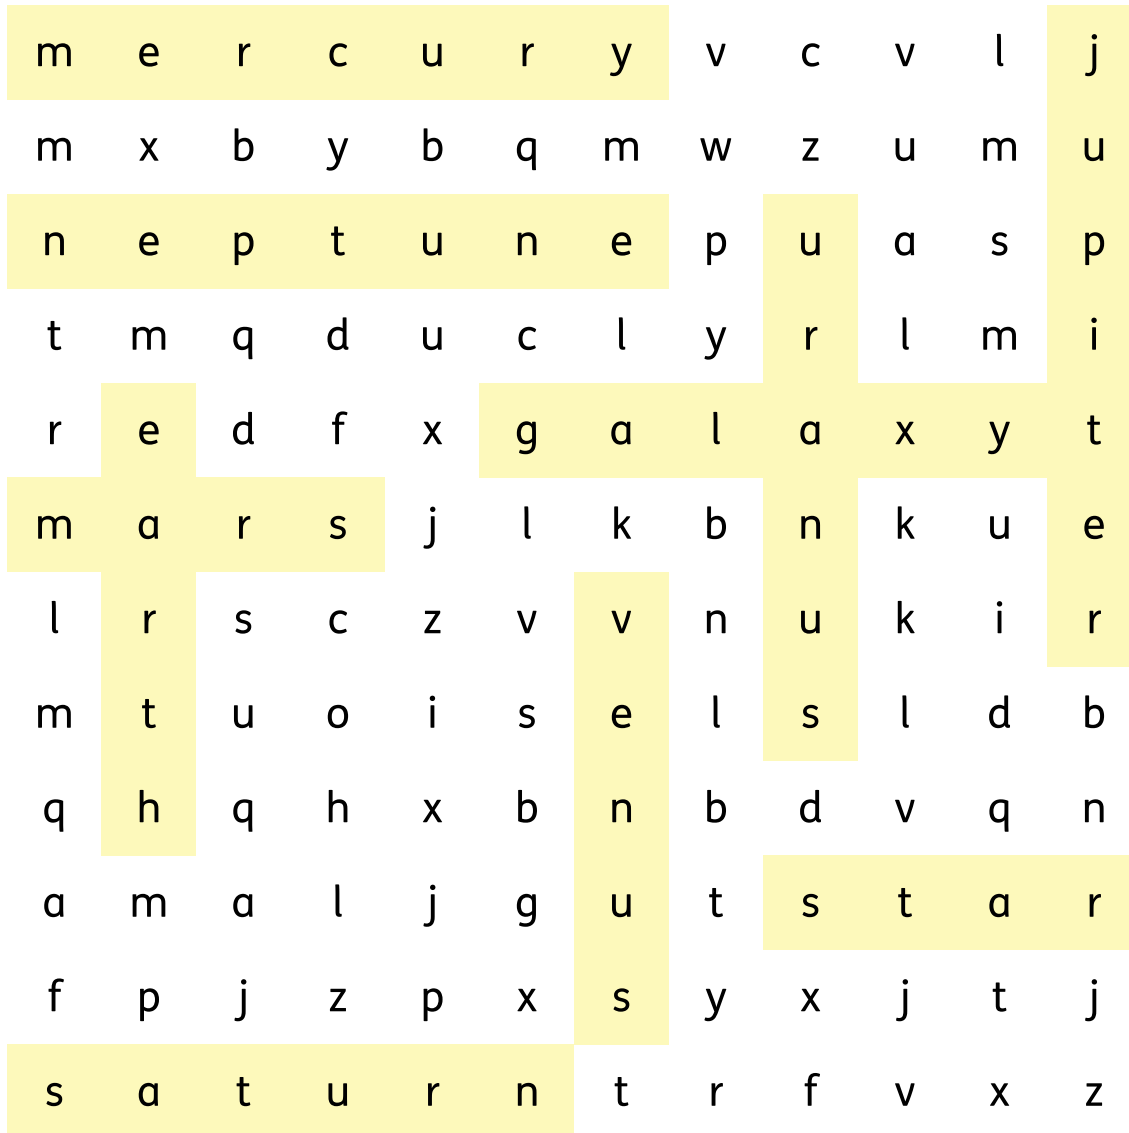 m e r c u r y v c v l j
m x b y b q m w z u m u
n e p t u n e p u a s p
t m q d u c l y r l m i
r e d f x g a l a x y t
m a r s j l k b n k u e
l r s c z v v n u k i r
m t u o i s e l s l d b
q h q h x b n b d v q n
a m a l j g u t s t a r
f p j z p x s y x j t j
s a t u r n t r f v x z